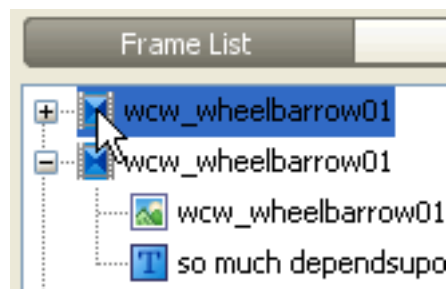 Frame List
wcw_wheelbarrow01
wcw_wheelbarrow01
wcw_wheelbarrow01
T so much dependsupo